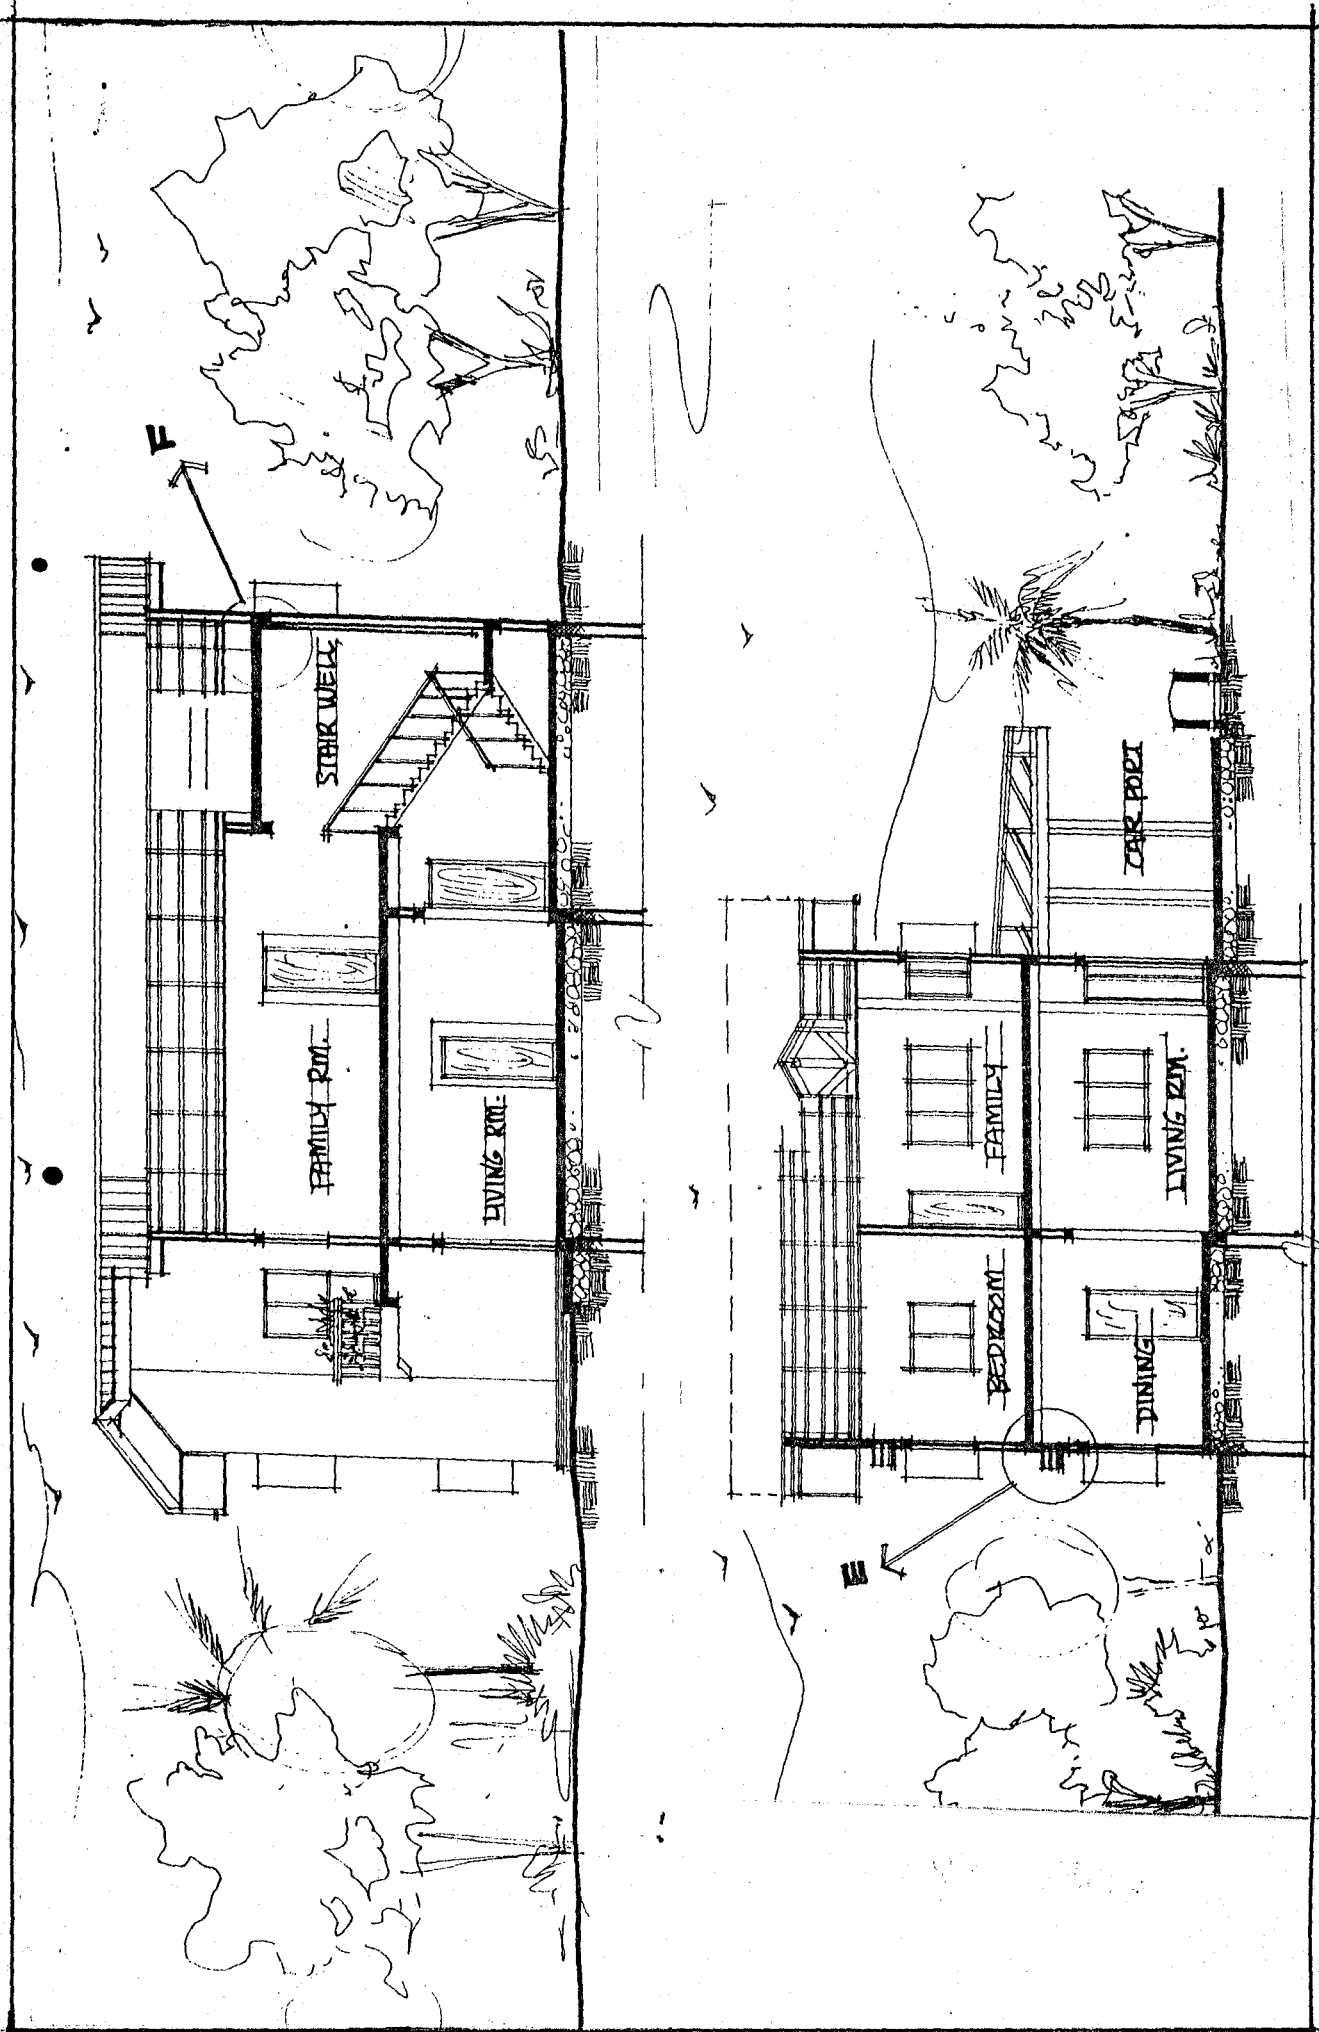 F
STAIR WELL
FAMILY RM.
LIVING RM.
CAR PORT
FAMILY
LIVING RM.
BEDROOM
DINING
E